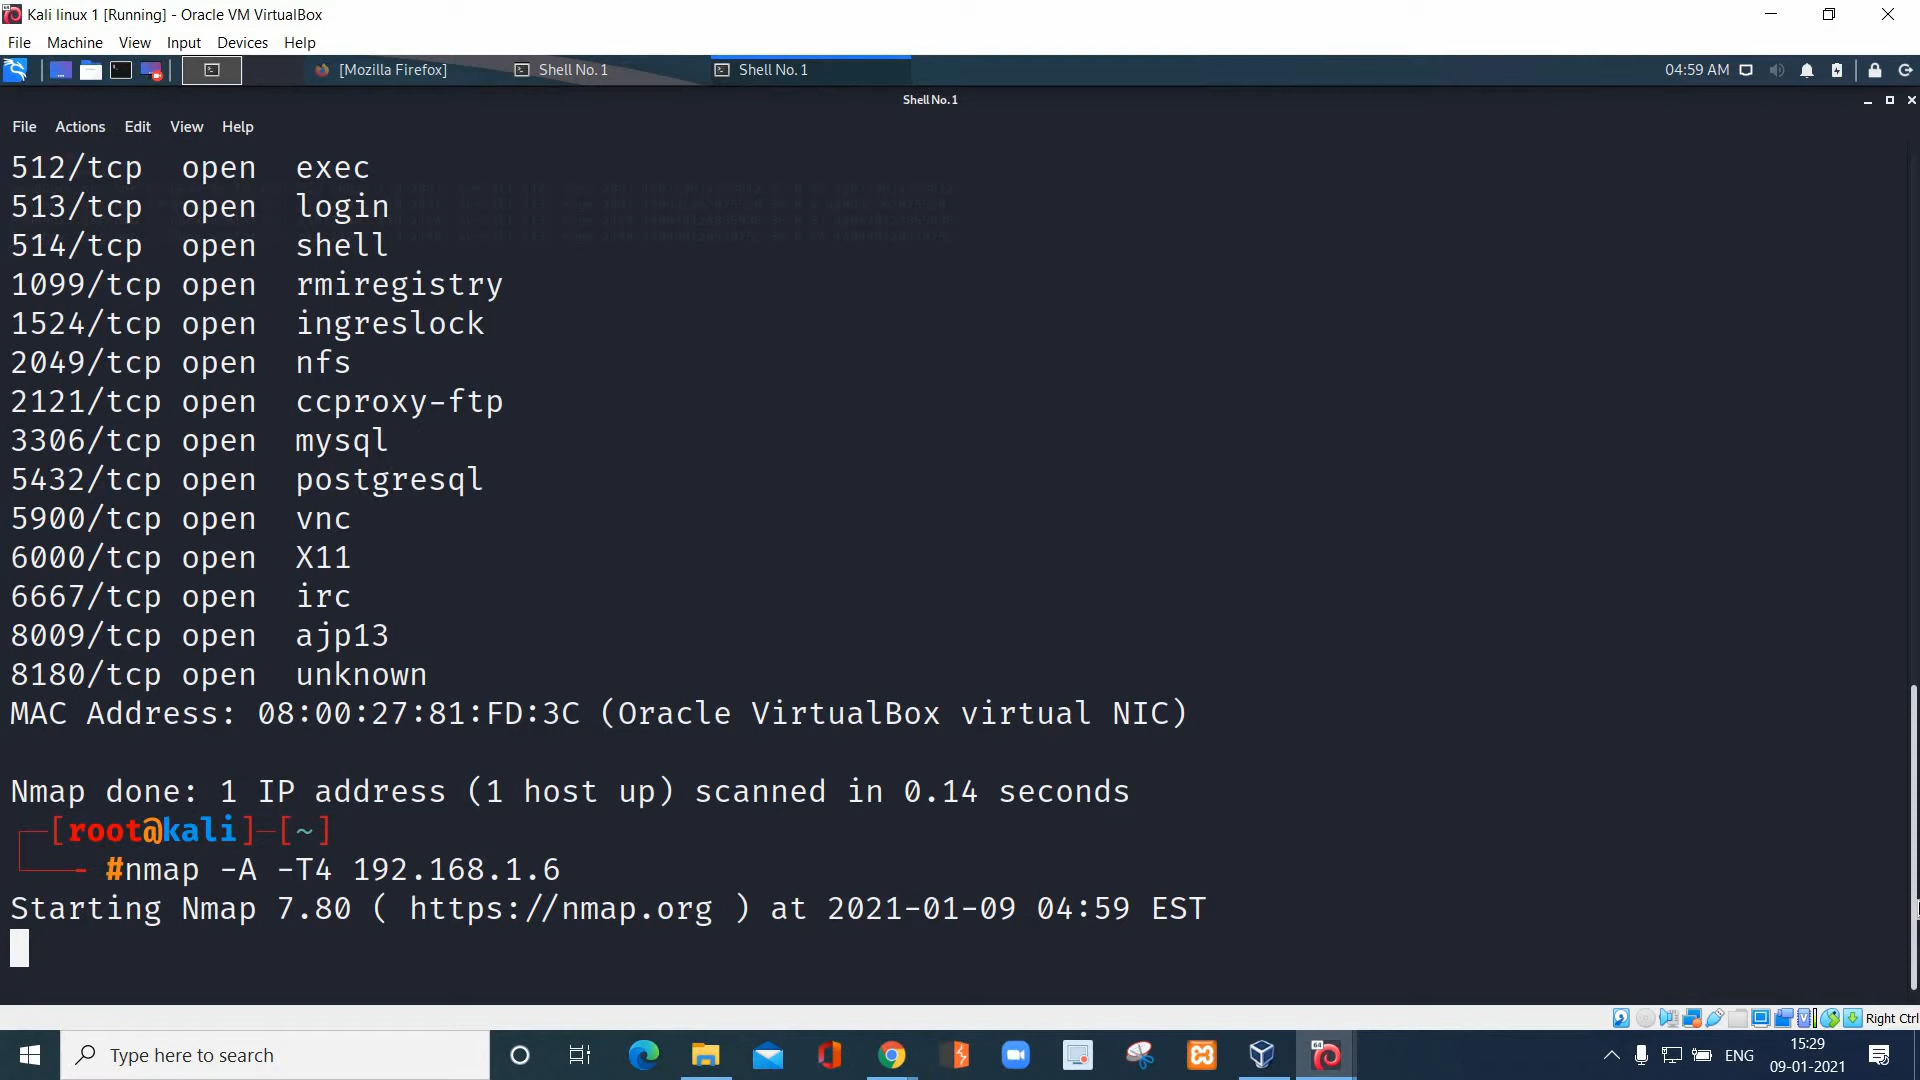 Kali linux 1 [Running] - Oracle VM VirtualBox
File Machine View Input Devices Help
[Mozilla Firefox] Shell No. 1 Shell No. 1 04:59 AM
Shell No. 1
File Actions Edit View Help
512/tcp open exec
513/tcp open login
514/tcp open shell
1099/tcp open rmiregistry
1524/tcp open ingreslock
2049/tcp open nfs
2121/tcp open ccproxy-ftp
3306/tcp open mysql
5432/tcp open postgresql
5900/tcp open vnc
6000/tcp open X11
6667/tcp open irc
8009/tcp open ajp13
8180/tcp open unknown
MAC Address: 08:00:27:81:FD:3C (Oracle VirtualBox virtual NIC)
Nmap done: 1 IP address (1 host up) scanned in 0.14 seconds
[root@kali]-[~]
#nmap -A -T4 192.168.1.6
Starting Nmap 7.80 ( https://nmap.org ) at 2021-01-09 04:59 EST
Right Ctrl
Type here to search
ENG
15:29
09-01-2021